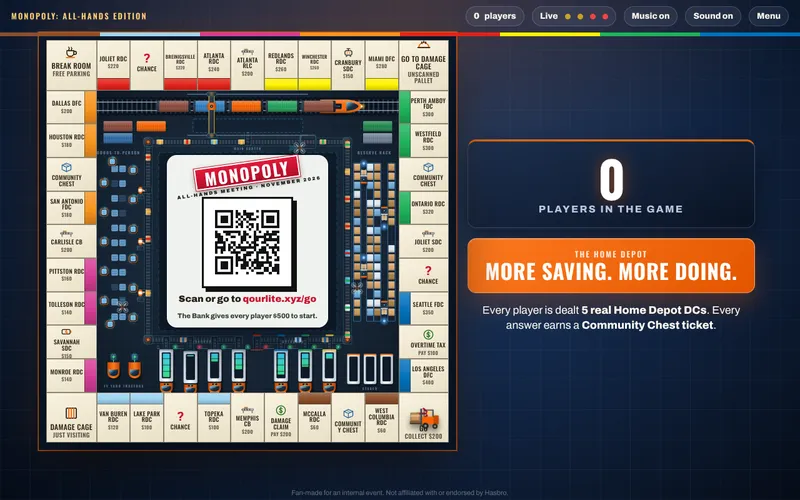 MONOPOLY: ALL-HANDS EDITION
0 players
Live
Music on
Sound on
Menu
BREAK ROOM
FREE PARKING
JOLIET RDC
$220
?
CHANCE
BREINIGSVILLE RDC
ATLANTA RDC
$240
ATLANTA RLC
$200
REDLANDS RDC
$260
WINCHESTER RDC
$260
CRANBURY SDC
$150
MIAMI DFC
$280
GO TO DAMAGE CAGE
UNSCANNED PALLET
DALLAS DFC
$200
HOUSTON RDC
$180
COMMUNITY CHEST
SAN ANTONIO FDC
$180
CARLISLE CB
$200
PITTSTON RDC
$160
TOLLESON RDC
$140
SAVANNAH SDC
$150
MONROE RDC
$140
PERTH AMBOY FDC
$300
WESTFIELD RDC
$300
COMMUNITY CHEST
ONTARIO RDC
$320
JOLIET SDC
$200
?
CHANCE
SEATTLE FDC
$350
OVERTIME TAX
PAY $100
LOS ANGELES DFC
$400
MONOPOLY
ALL-HANDS MEETING · NOVEMBER 2026
Scan or go to qourlite.xyz/go
The Bank gives every player $500 to start.
DAMAGE CAGE
JUST VISITING
VAN BUREN RDC
$120
LAKE PARK RDC
$100
?
CHANCE
TOPEKA RDC
$100
MEMPHIS CB
$200
DAMAGE CLAIM
PAY $200
MCCALLA RDC
$60
COMMUNIT
Y CHEST
WEST COLUMBIA RDC
$60
GO
COLLECT $200
0
PLAYERS IN THE GAME
THE HOME DEPOT
MORE SAVING. MORE DOING.
Every player is dealt 5 real Home Depot DCs. Every
answer earns a Community Chest ticket.
Fan-made for an internal event. Not affiliated with or endorsed by Hasbro.